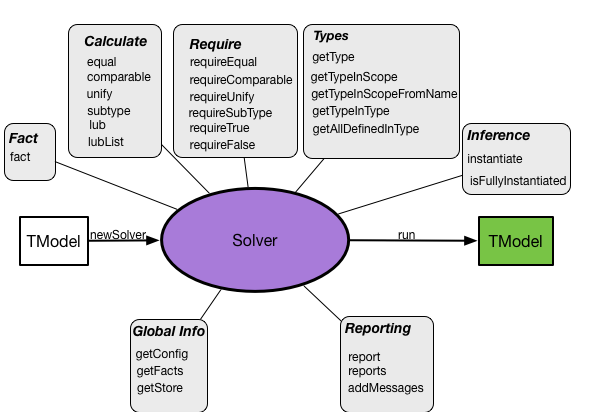 Calculate
equal
comparable
unify
subtype
lub
lubList
Require
requireEqual
requireComparable
requireUnify
requireSubType
requireTrue
requireFalse
Types
getType
getTypeInScope
getTypeInScopeFromName
getTypeInType
getAllDefinedInType
Fact
fact
Inference
instantiate
isFullyInstantiated
TModel
newSolver
Solver
run
TModel
Global Info
getConfig
getFacts
getStore
Reporting
report
reports
addMessages